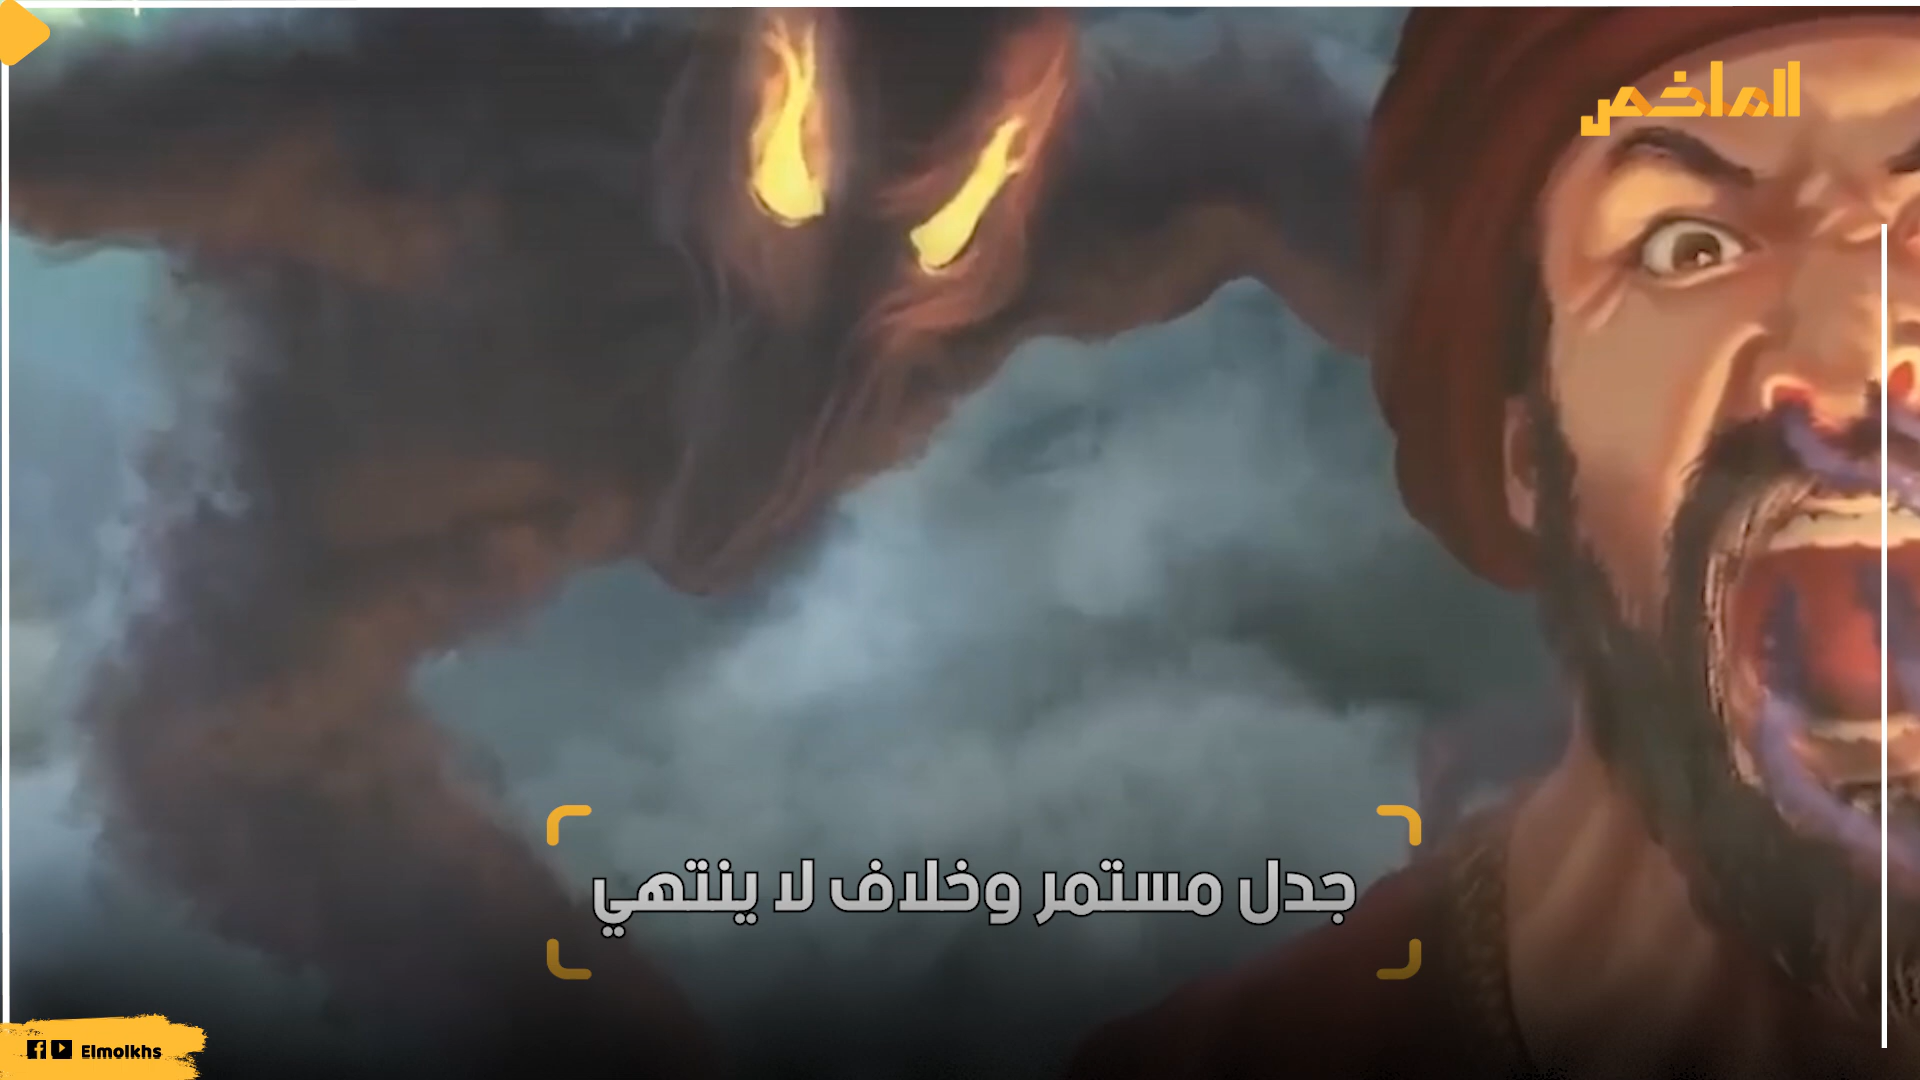 الملخص
جدل مستمر وخلاف لا ينتهي
Elmolkhs